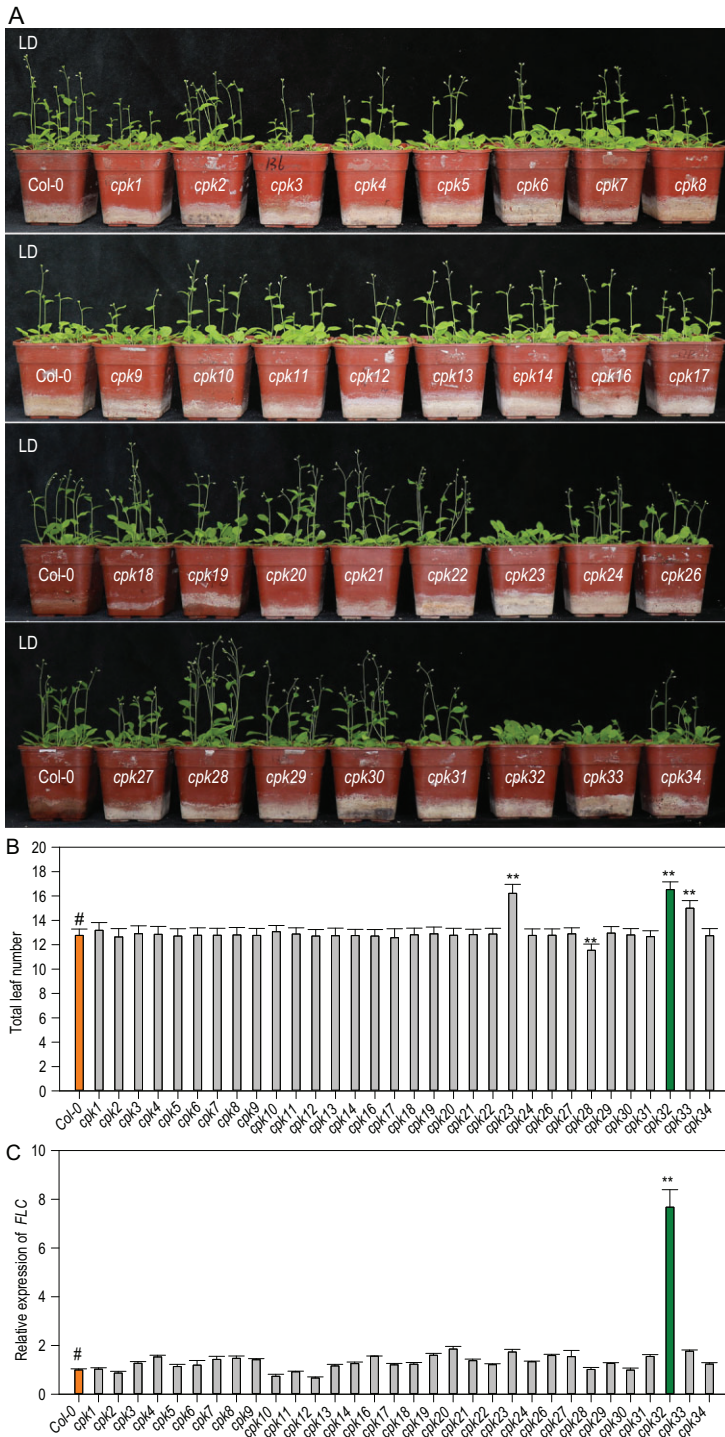 A
LD
Col-0 cpk1 cpk2 cpk3 cpk4 cpk5 cpk6 cpk7 cpk8
LD
Col-0 cpk9 cpk10 cpk11 cpk12 cpk13 cpk14 cpk16 cpk17
LD
Col-0 cpk18 cpk19 cpk20 cpk21 cpk22 cpk23 cpk24 cpk26
LD
Col-0 cpk27 cpk28 cpk29 cpk30 cpk31 cpk32 cpk33 cpk34
B
Total leaf number
20
18
16
14
12
10
8
6
4
2
0
# ** ** ** **
Col-0 cpk1 cpk2 cpk3 cpk4 cpk5 cpk6 cpk7 cpk8 cpk9 cpk10 cpk11 cpk12 cpk13 cpk14 cpk16 cpk17 cpk18 cpk19 cpk20 cpk21 cpk22 cpk23 cpk24 cpk26 cpk27 cpk28 cpk29 cpk30 cpk31 cpk32 cpk33 cpk34
C
Relative expression of FLC
10
8
6
4
2
0
# **
Col-0 cpk1 cpk2 cpk3 cpk4 cpk5 cpk6 cpk7 cpk8 cpk9 cpk10 cpk11 cpk12 cpk13 cpk14 cpk16 cpk17 cpk18 cpk19 cpk20 cpk21 cpk22 cpk23 cpk24 cpk26 cpk27 cpk28 cpk29 cpk30 cpk31 cpk32 cpk33 cpk34